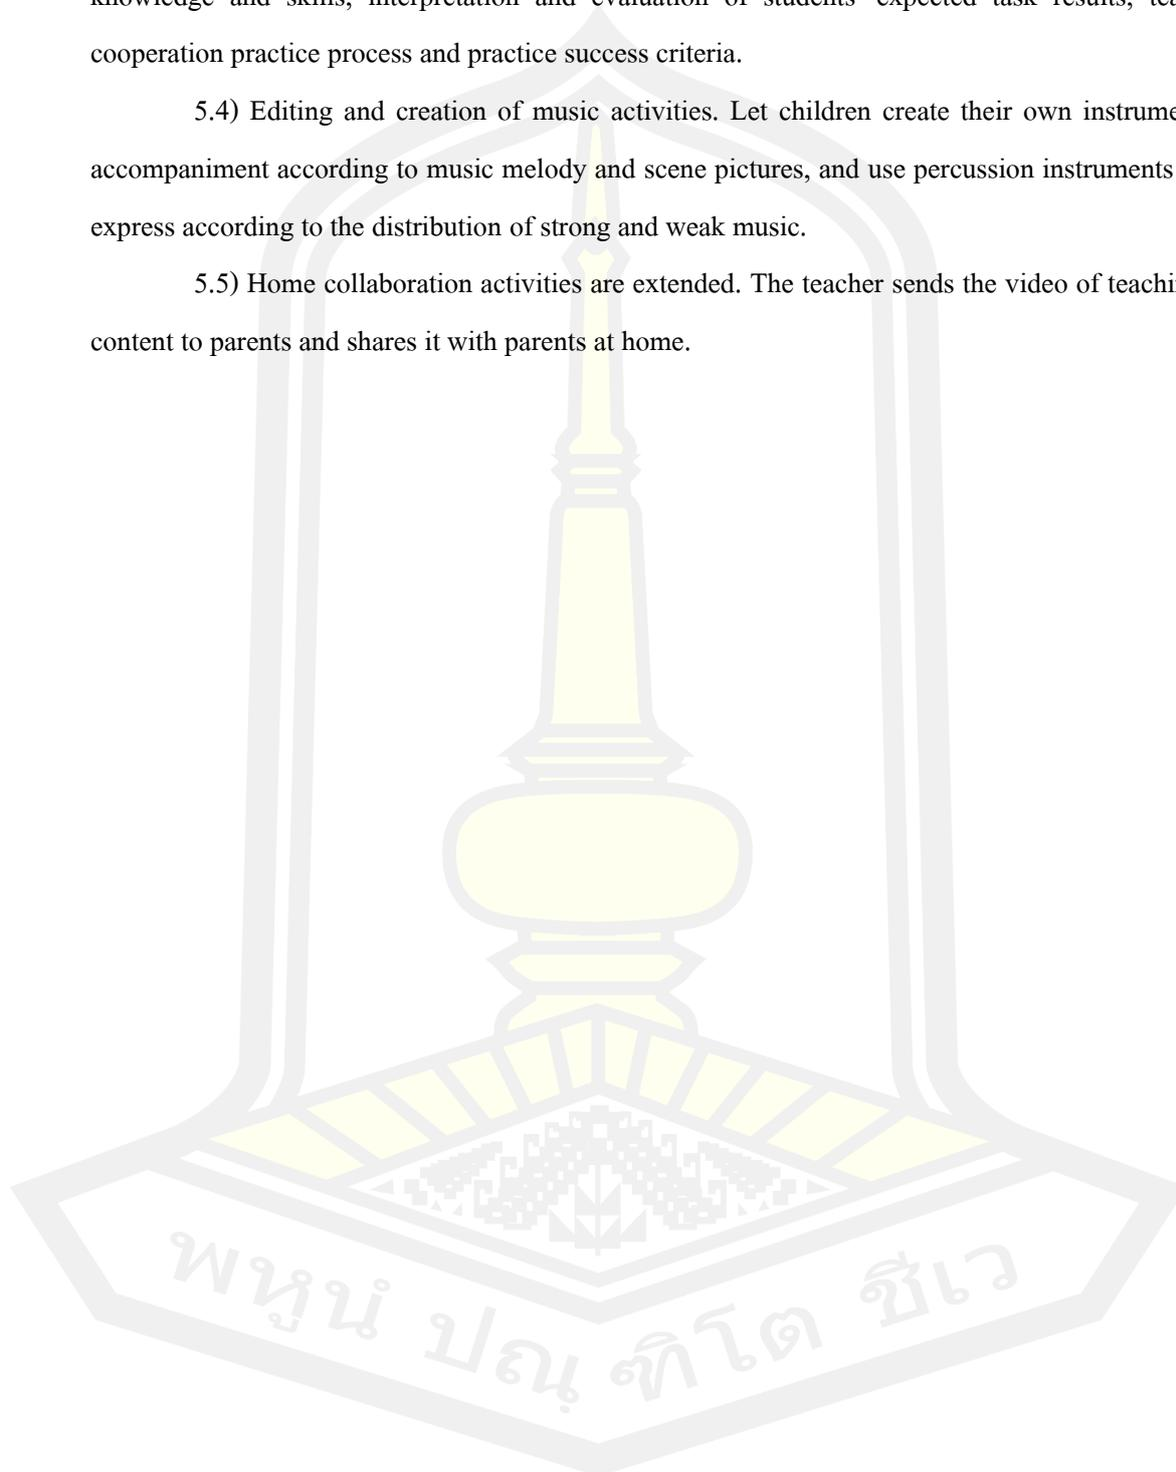 knowledge and skills, interpretation and evaluation of students' expected task results,
cooperation practice process and practice success criteria.
5.4) Editing and creation of music activities. Let children create their own
accompaniment according to music melody and scene pictures, and use percussion instruments
express according to the distribution of strong and weak music.
5.5) Home collaboration activities are extended. The teacher sends the video of
content to parents and shares it with parents at home.
พหูนํ ปณฺฑิโต ชีเว